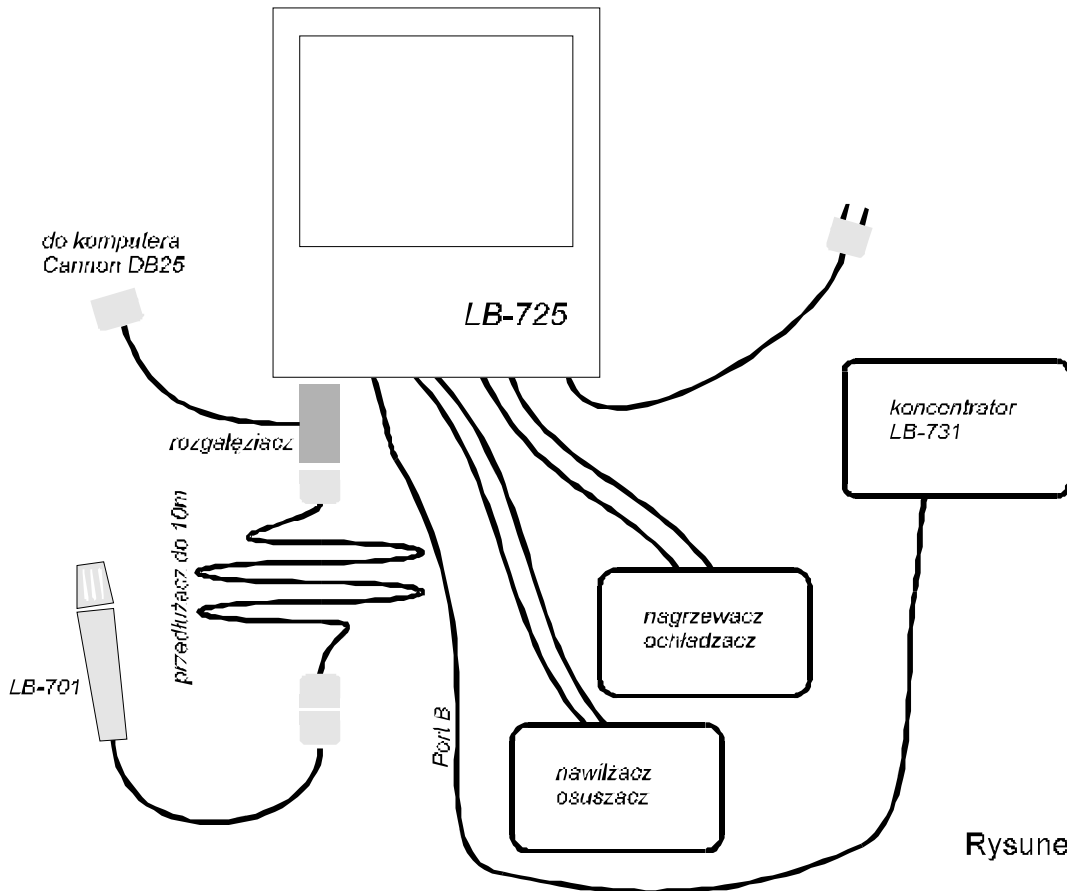 do komputera
Cannon DB25
LB-725
koncentrator
LB-731
rozgałęziacz
przedłużacz do 10m
nagrzewacz
ochładzacz
LB-701
Port B
nawilżacz
osuszacz
Rysune